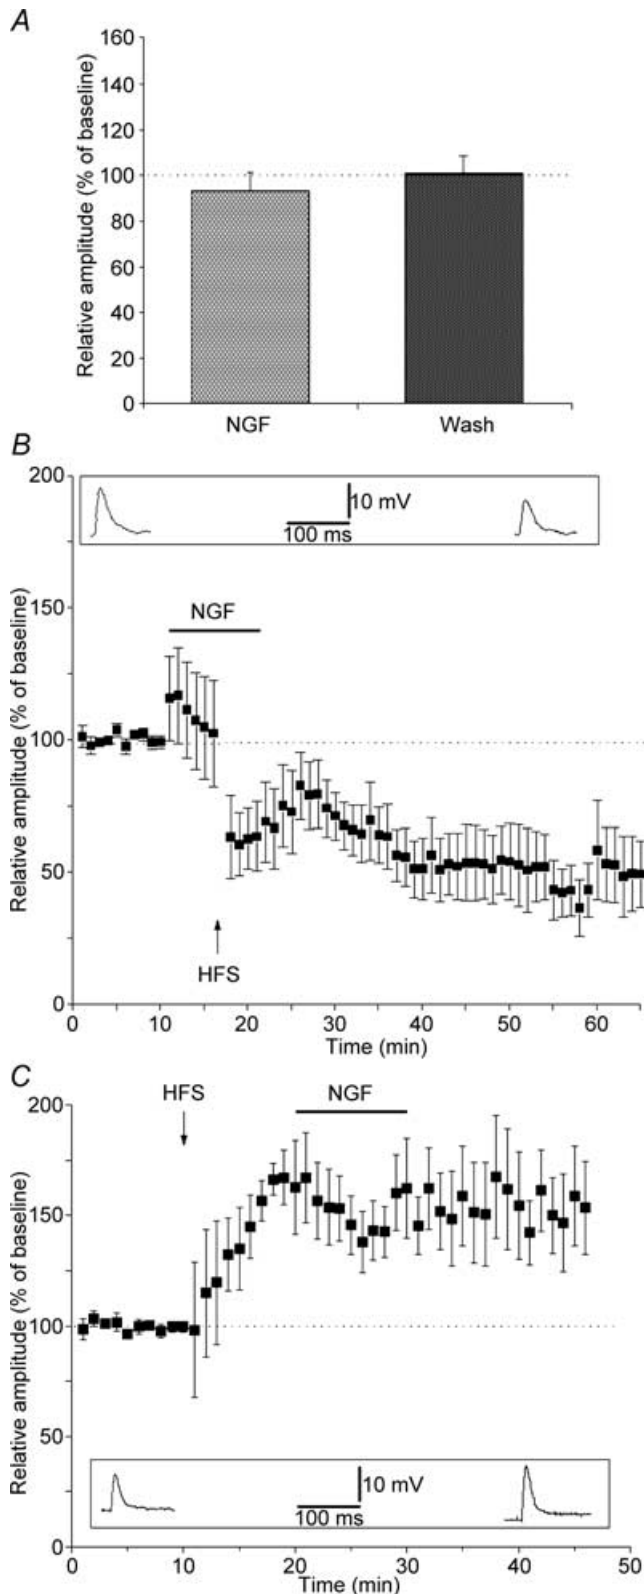 A
Relative amplitude (% of baseline)
160
140
120
100
80
60
40
20
0
NGF Wash
B
Relative amplitude (% of baseline)
200
150
100
50
0
10 mV
100 ms
NGF
HFS
0 10 20 30 40 50 60
Time (min)
C
Relative amplitude (% of baseline)
200
150
100
50
0
HFS
NGF
10 mV
100 ms
0 10 20 30 40 50
Time (min)